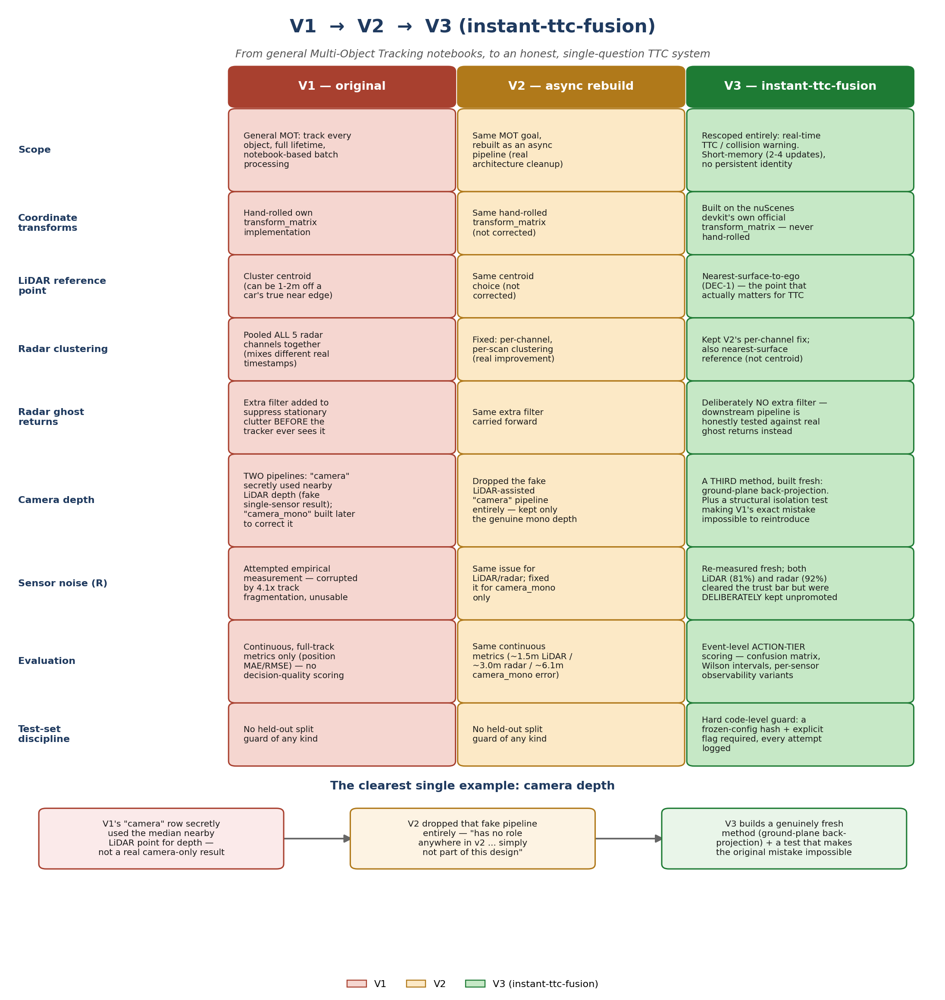 V1 → V2 → V3 (instant-ttc-fusion)
From general Multi-Object Tracking notebooks, to an honest, single-question TTC system
V1 — original
V2 — async rebuild
V3 — instant-ttc-fusion
Scope
General MOT: track every
object, full lifetime,
notebook-based batch
processing
Same MOT goal,
rebuilt as an async
pipeline (real
architecture cleanup)
Rescoped entirely: real-time
TTC / collision warning.
Short-memory (2-4 updates),
no persistent identity
Coordinate
transforms
Hand-rolled own
transform_matrix
implementation
Same hand-rolled
transform_matrix
(not corrected)
Built on the nuScenes
devkit's own official
transform_matrix — never
hand-rolled
LiDAR reference
point
Cluster centroid
(can be 1-2m off a
car's true near edge)
Same centroid
choice (not
corrected)
Nearest-surface-to-ego
(DEC-1) — the point that
actually matters for TTC
Radar clustering
Pooled ALL 5 radar
channels together
(mixes different real
timestamps)
Fixed: per-channel,
per-scan clustering
(real improvement)
Kept V2's per-channel fix;
also nearest-surface
reference (not centroid)
Radar ghost
returns
Extra filter added to
suppress stationary
clutter BEFORE the
tracker ever sees it
Same extra filter
carried forward
Deliberately NO extra filter —
downstream pipeline is
honestly tested against real
ghost returns instead
Camera depth
TWO pipelines: "camera"
secretly used nearby
LiDAR depth (fake
single-sensor result);
"camera_mono" built later
to correct it
Dropped the fake
LiDAR-assisted
"camera" pipeline
entirely — kept only
the genuine mono depth
A THIRD method, built fresh:
ground-plane back-projection.
Plus a structural isolation test
making V1's exact mistake
impossible to reintroduce
Sensor noise (R)
Attempted empirical
measurement — corrupted
by 4.1x track
fragmentation, unusable
Same issue for
LiDAR/radar; fixed
it for camera_mono
only
Re-measured fresh; both
LiDAR (81%) and radar (92%)
cleared the trust bar but were
DELIBERATELY kept unpromoted
Evaluation
Continuous, full-track
metrics only (position
MAE/RMSE) — no
decision-quality scoring
Same continuous
metrics (~1.5m LiDAR /
~3.0m radar / ~6.1m
camera_mono error)
Event-level ACTION-TIER
scoring — confusion matrix,
Wilson intervals, per-sensor
observability variants
Test-set
discipline
No held-out split
guard of any kind
No held-out split
guard of any kind
Hard code-level guard: a
frozen-config hash + explicit
flag required, every attempt
logged
The clearest single example: camera depth
V1's "camera" row secretly
used the median nearby
LiDAR point for depth —
not a real camera-only result
V2 dropped that fake pipeline
entirely — "has no role
anywhere in v2 ... simply
not part of this design"
V3 builds a genuinely fresh
method (ground-plane back-
projection) + a test that makes
the original mistake impossible
V1
V2
V3 (instant-ttc-fusion)